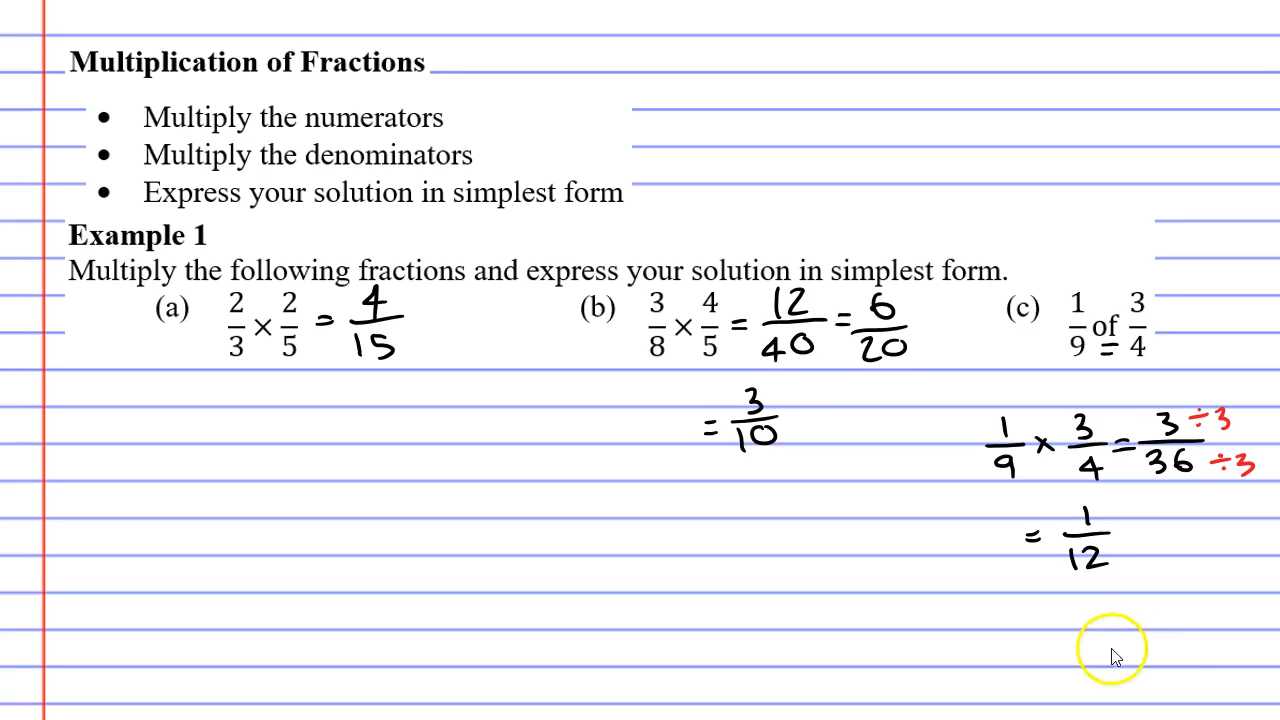 Multiplication of Fractions
• Multiply the numerators
• Multiply the denominators
• Express your solution in simplest form
Example 1
Multiply the following fractions and express your solution in simplest form.
(a) 2/3 × 2/5 = 4/15 (b) 3/8 × 4/5 = 12/40 = 6/20 (c) 1/9 of 3/4
= 3/10
1/9 × 3/4 = 3/36 ÷3 ÷3
= 1/12